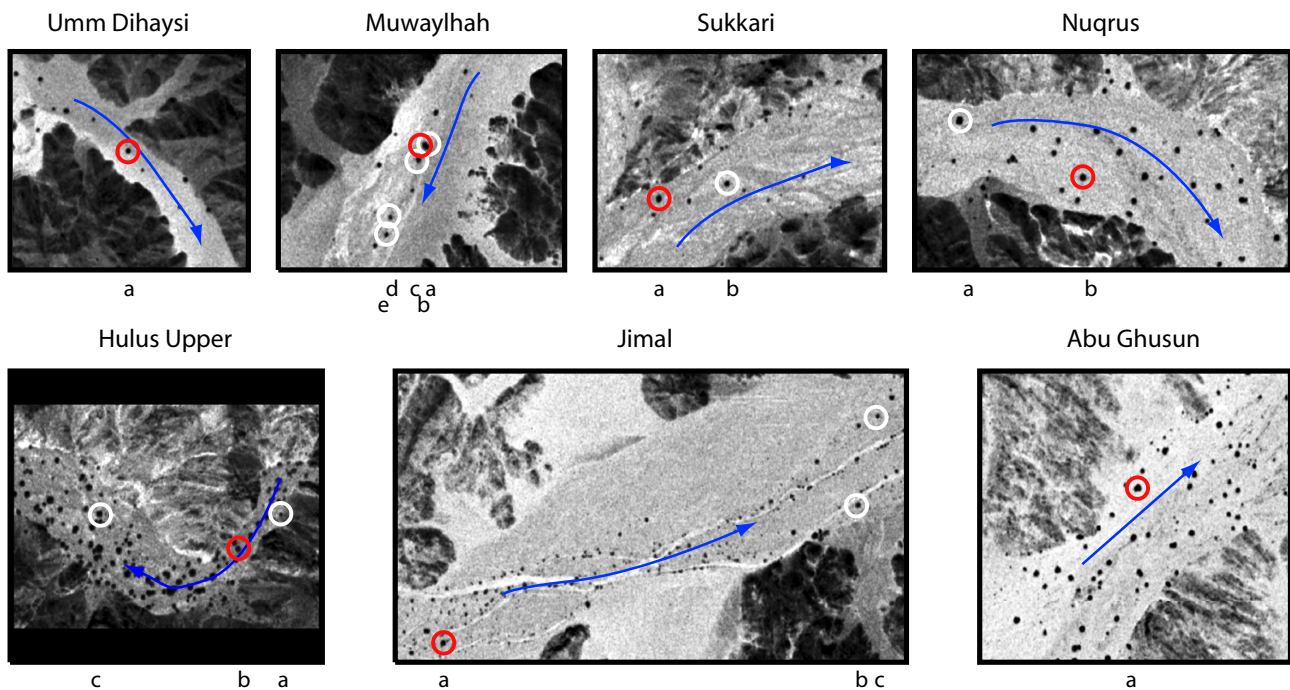 Umm Dihaysi
Muwaylhah
Sukkari
Nuqrus
a
d c a
e b
a b
a b
Hulus Upper
Jimal
Abu Ghusun
c b a
a b c
a